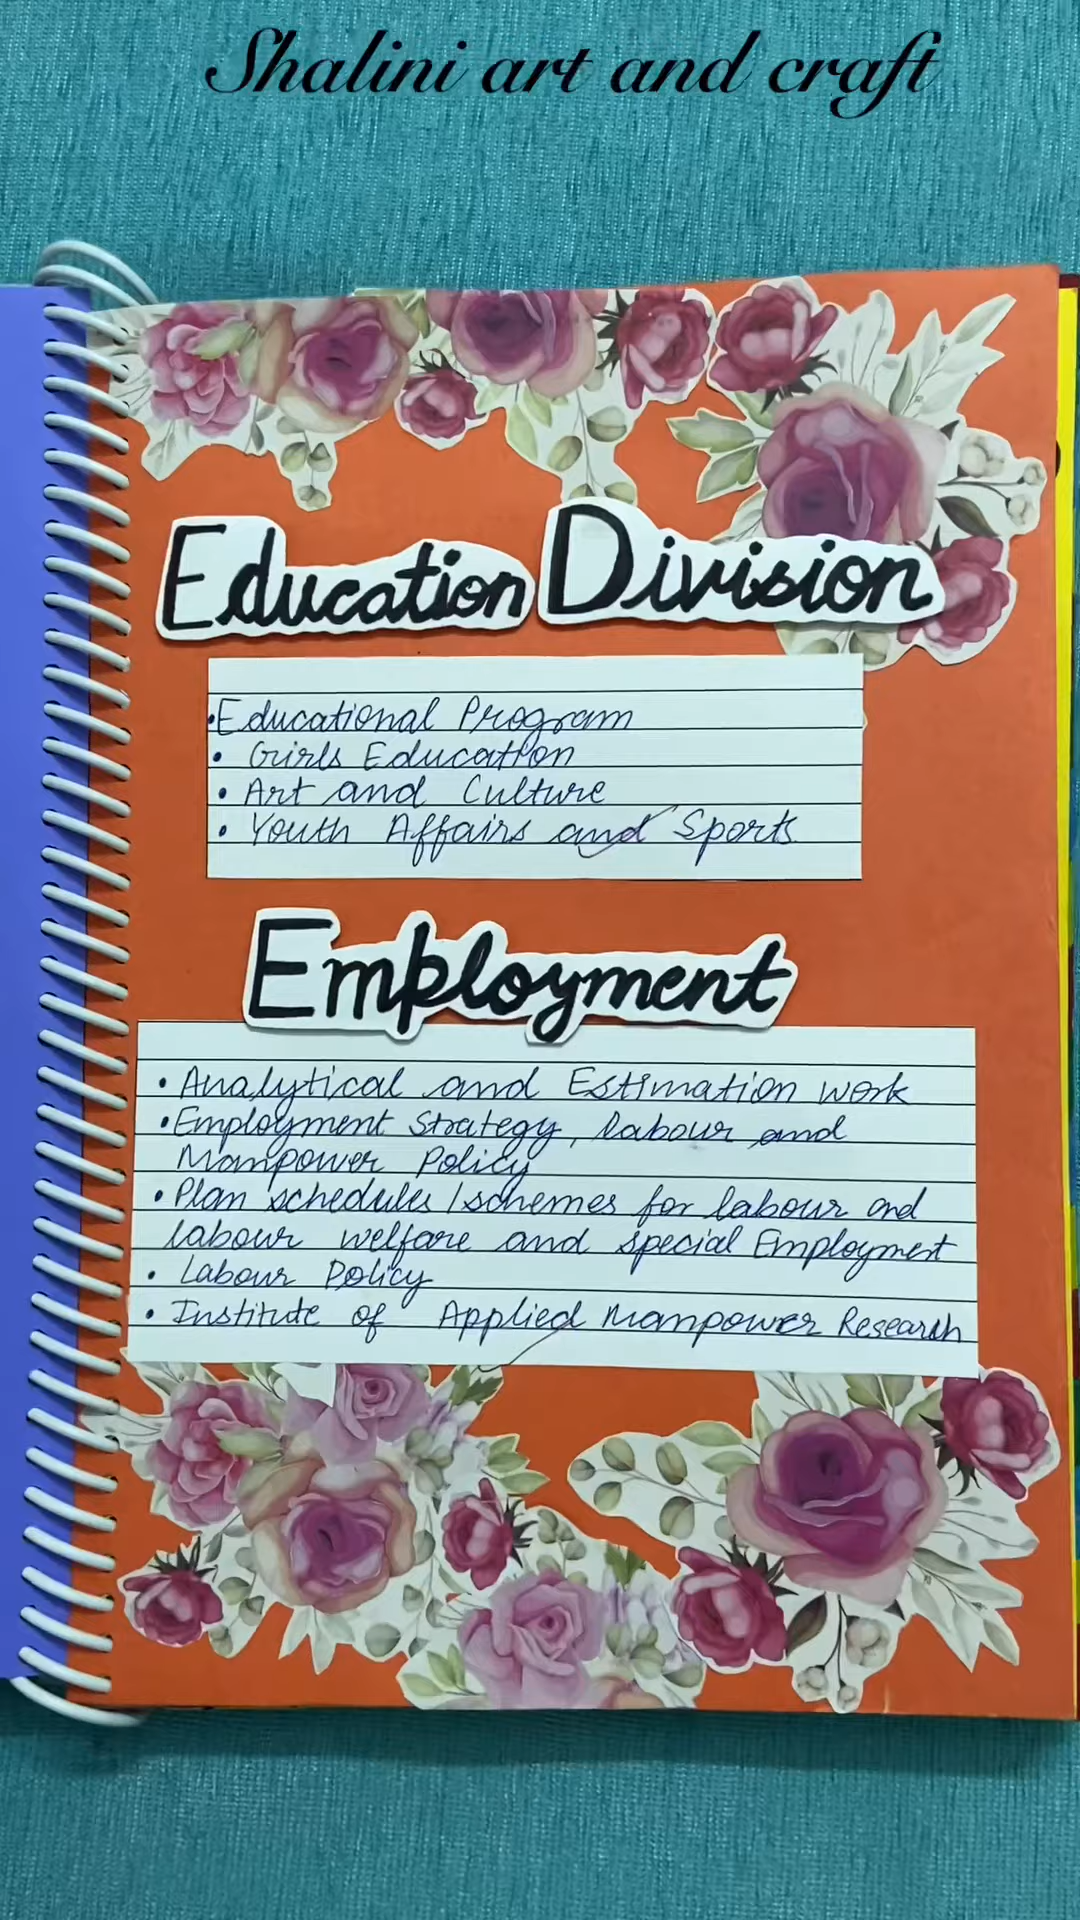 Shalini art and craft
Education Division
• Educational Program
• Girls Education
• Art and Culture
• Youth Affairs and Sports
Employment
• Analytical and Estimation work
• Employment Strategy, labour and
Manpower Policy
• Plan schedules/schemes for labour and
labour welfare and special Employment
• Labour Policy
• Institute of Applied Manpower Research